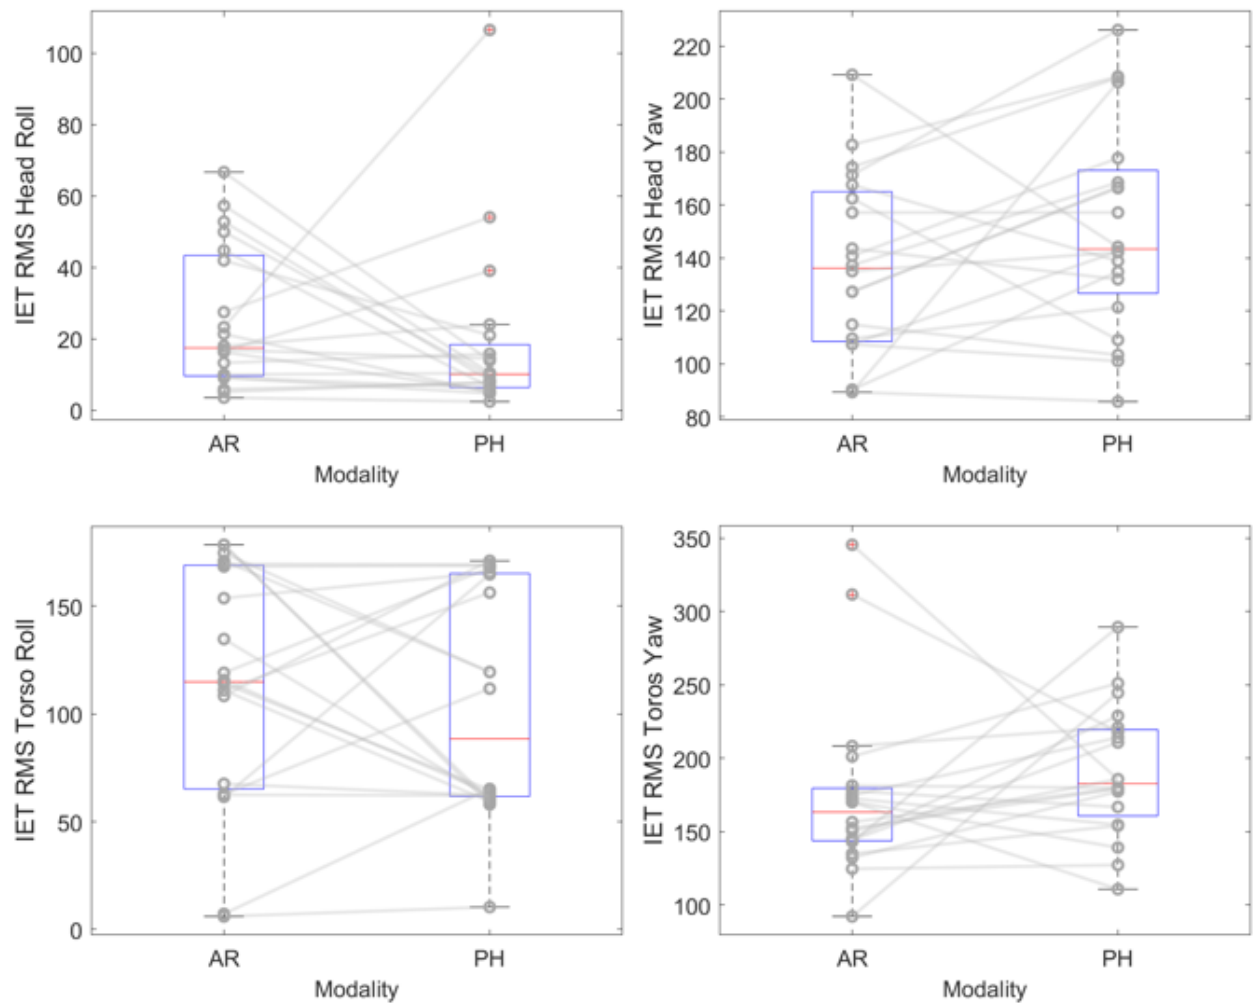 IET RMS Head Roll
100
80
60
40
20
0
AR
PH
Modality
IET RMS Head Yaw
220
200
180
160
140
120
100
80
AR
PH
Modality
IET RMS Torso Roll
150
100
50
0
AR
PH
Modality
IET RMS Toros Yaw
350
300
250
200
150
100
AR
PH
Modality